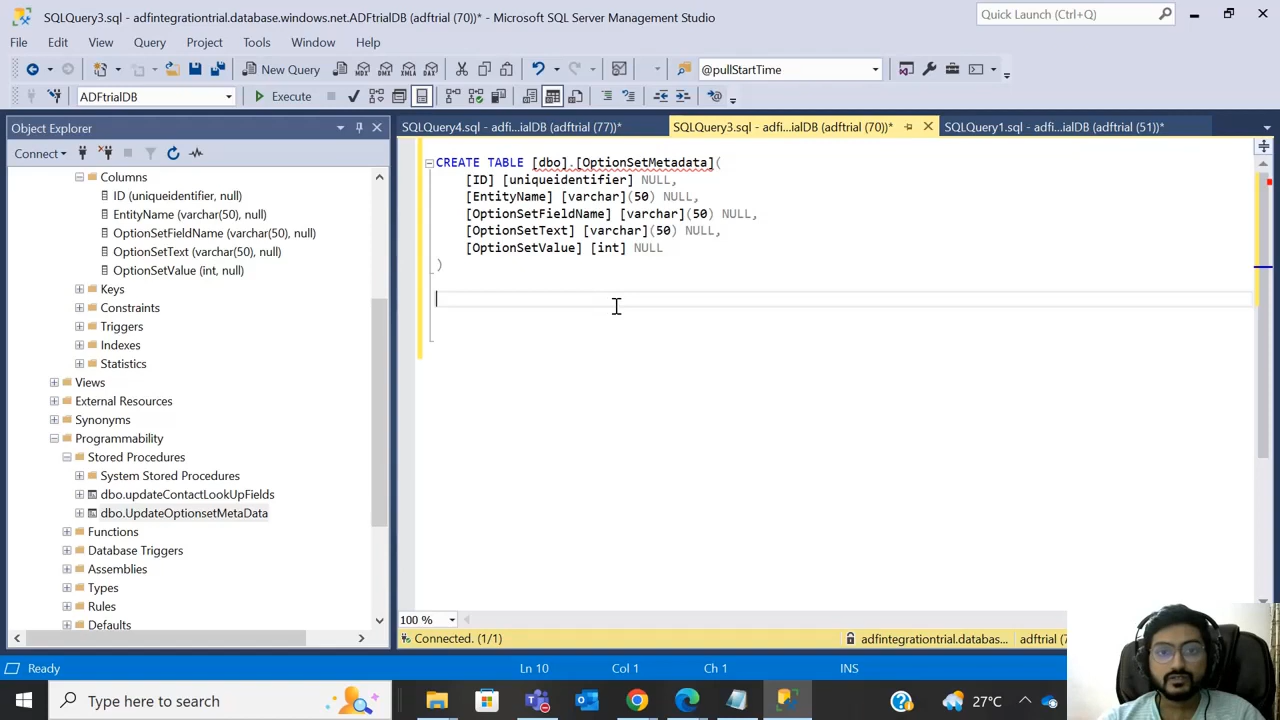 SQLQuery3.sql - adfintegrationtrial.database.windows.net.ADFtrialDB (adftrial (70))* - Microsoft SQL Server Management Studio
Quick Launch (Ctrl+Q)
File Edit View Query Project Tools Window Help
New Query MDX DMX XMLA DAX @pullStartTime
ADFtrialDB Execute
Object Explorer
SQLQuery4.sql - adfi...ialDB (adftrial (77))*
SQLQuery3.sql - adfi...ialDB (adftrial (70))*
SQLQuery1.sql - adfi...ialDB (adftrial (51))*
Connect
Columns
ID (uniqueidentifier, null)
EntityName (varchar(50), null)
OptionSetFieldName (varchar(50), null)
OptionSetText (varchar(50), null)
OptionSetValue (int, null)
Keys
Constraints
Triggers
Indexes
Statistics
Views
External Resources
Synonyms
Programmability
Stored Procedures
System Stored Procedures
dbo.updateContactLookUpFields
dbo.UpdateOptionsetMetaData
Functions
Database Triggers
Assemblies
Types
Rules
Defaults
CREATE TABLE [dbo].[OptionSetMetadata](
[ID] [uniqueidentifier] NULL,
[EntityName] [varchar](50) NULL,
[OptionSetFieldName] [varchar](50) NULL,
[OptionSetText] [varchar](50) NULL,
[OptionSetValue] [int] NULL
)
100 %
Connected. (1/1)
adfintegrationtrial.databas...
adftrial (7
Ready
Ln 10
Col 1
Ch 1
INS
Type here to search
27°C